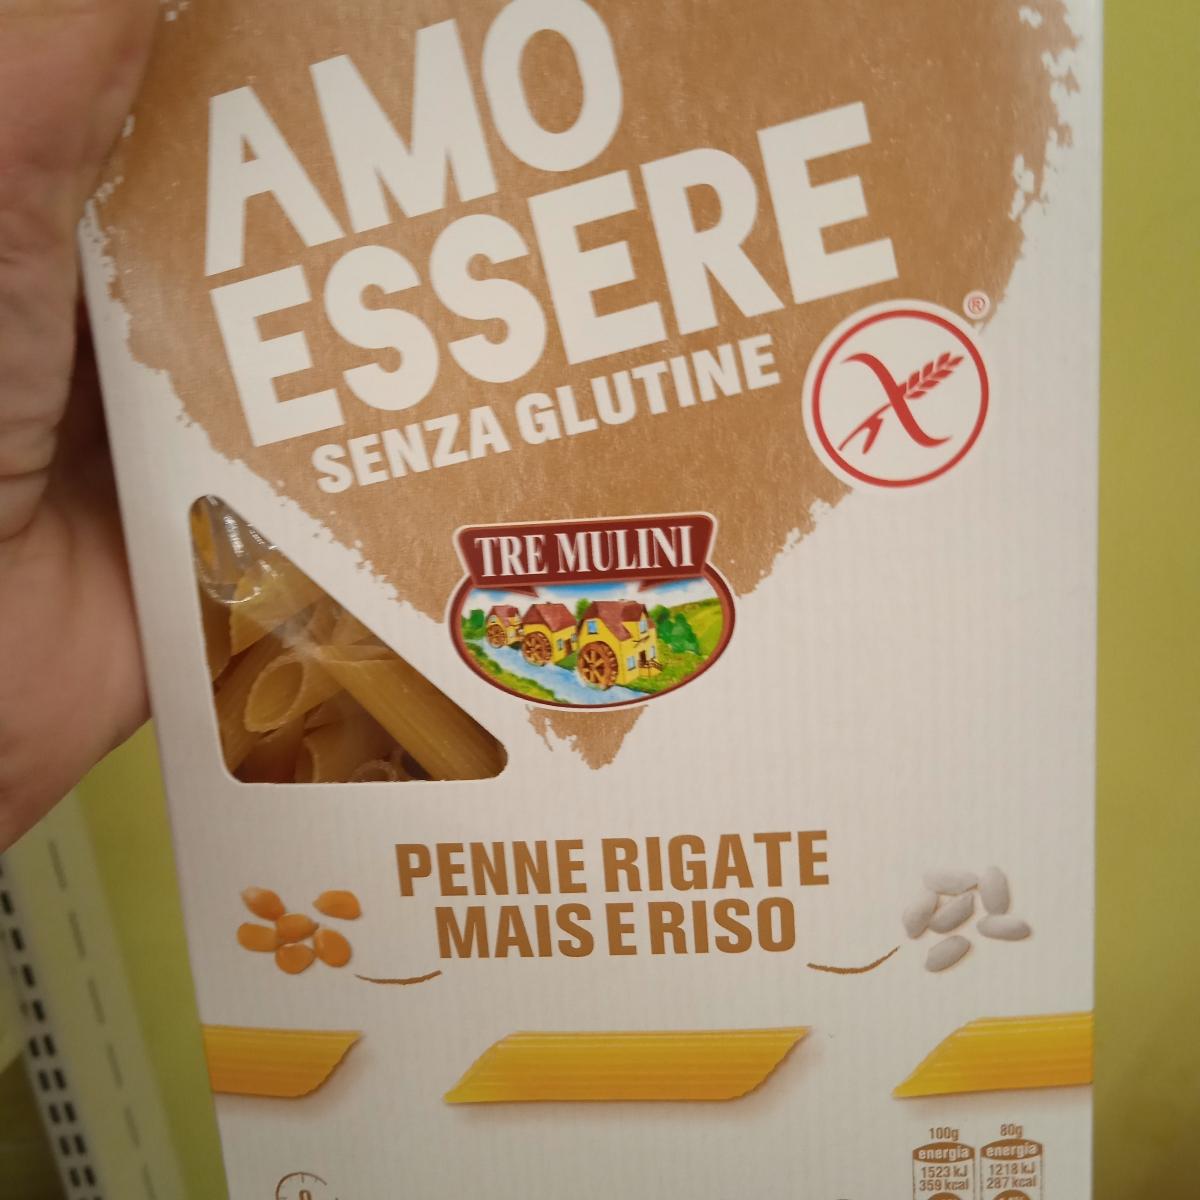 AMO
ESSERE
SENZA GLUTINE
®
TRE MULINI
PENNE RIGATE
MAIS E RISO
100g 80g
energia energia
1523 kJ 1218 kJ
359 kcal 287 kcal